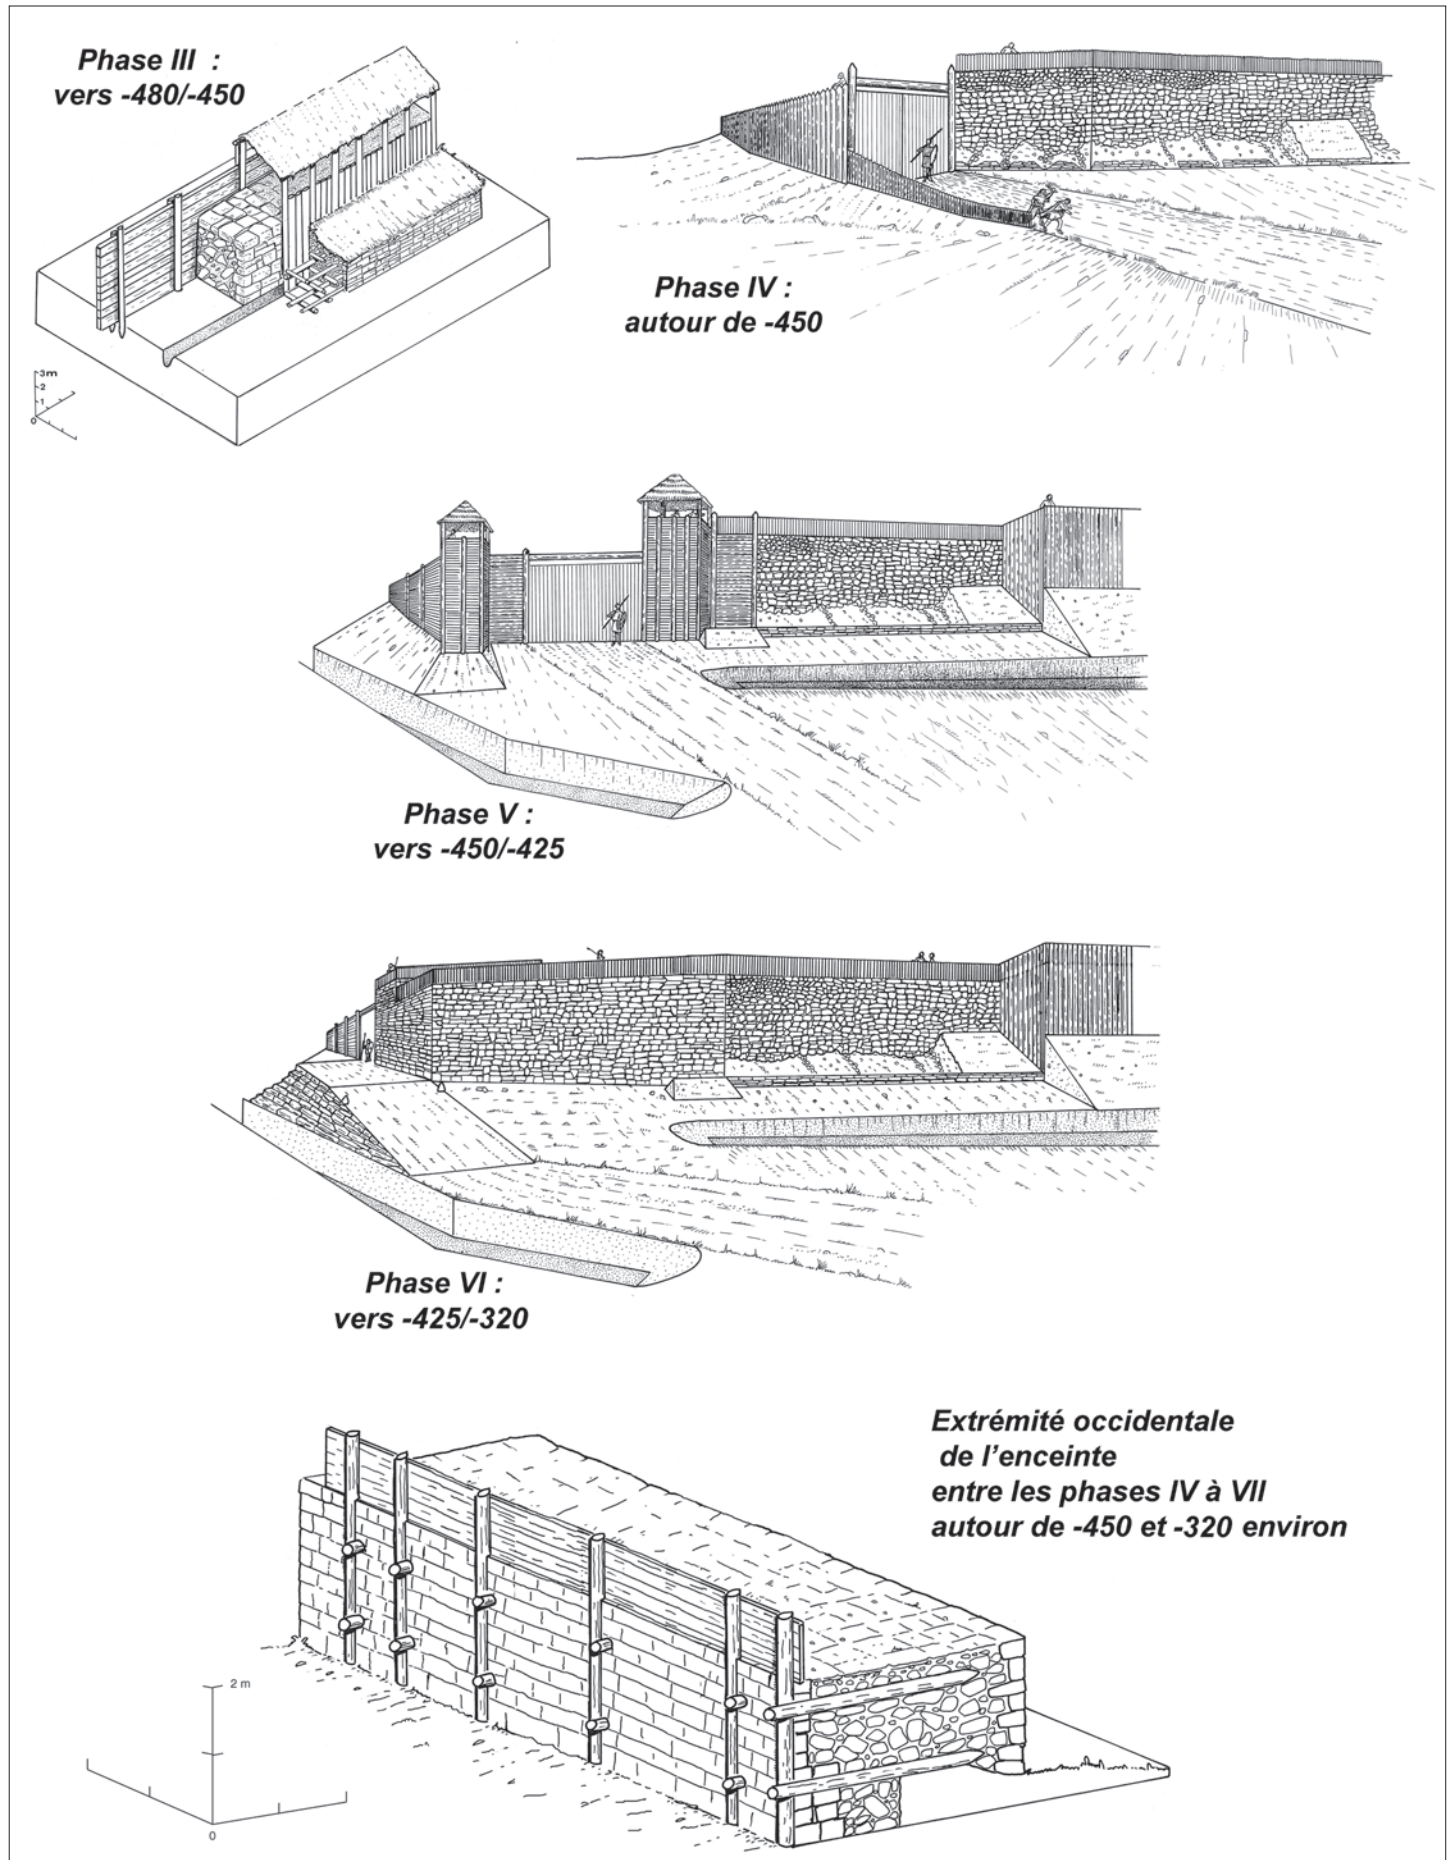 Phase III :
vers -480/-450
3m
2
1
0
Phase IV :
autour de -450
Phase V :
vers -450/-425
Phase VI :
vers -425/-320
Extrémité occidentale
de l'enceinte
entre les phases IV à VII
autour de -450 et -320 environ
2 m
0